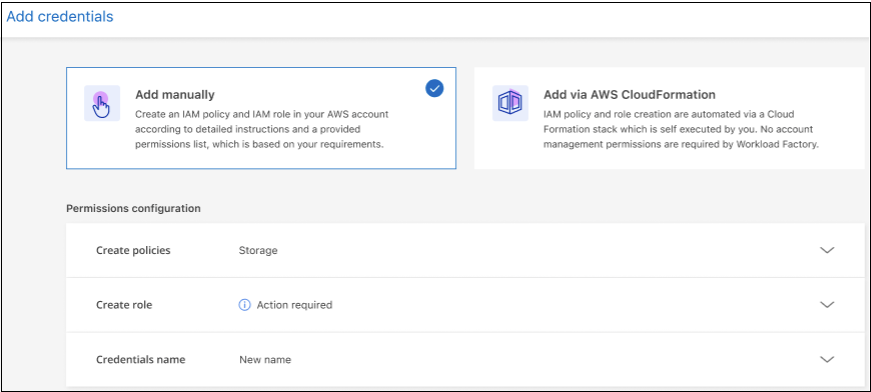 Add credentials
Add manually
Create an IAM policy and IAM role in your AWS account
according to detailed instructions and a provided
permissions list, which is based on your requirements.
Add via AWS CloudFormation
IAM policy and role creation are automated via a Cloud
Formation stack which is self executed by you. No account
management permissions are required by Workload Factory.
Permissions configuration
Create policies Storage
Create role Action required
Credentials name New name